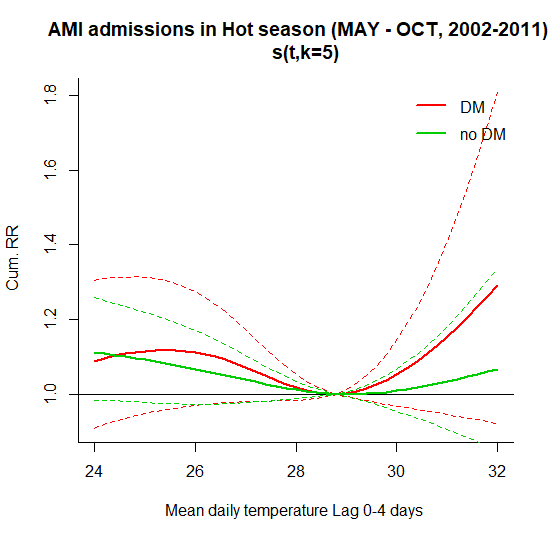 AMI admissions in Hot season (MAY - OCT, 2002-2011)
s(t,k=5)
DM
no DM
Cum. RR
1.8
1.6
1.4
1.2
1.0
24 26 28 30 32
Mean daily temperature Lag 0-4 days